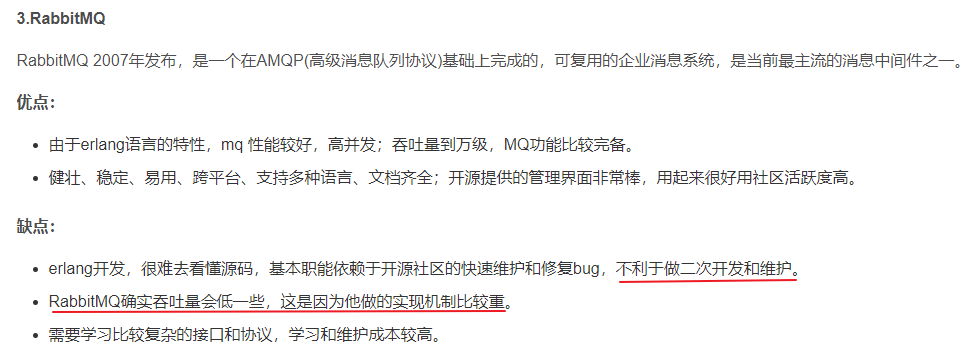 3.RabbitMQ
RabbitMQ 2007年发布，是一个在AMQP(高级消息队列协议)基础上完成的，可复用的企业消息系统，是当前最主流的消息中间件之一。
优点：
由于erlang语言的特性，mq 性能较好，高并发；吞吐量到万级，MQ功能比较完备。
健壮、稳定、易用、跨平台、支持多种语言、文档齐全；开源提供的管理界面非常棒，用起来很好用社区活跃度高。
缺点：
erlang开发，很难去看懂源码，基本职能依赖于开源社区的快速维护和修复bug，不利于做二次开发和维护。
RabbitMQ确实吞吐量会低一些，这是因为他做的实现机制比较重。
需要学习比较复杂的接口和协议，学习和维护成本较高。